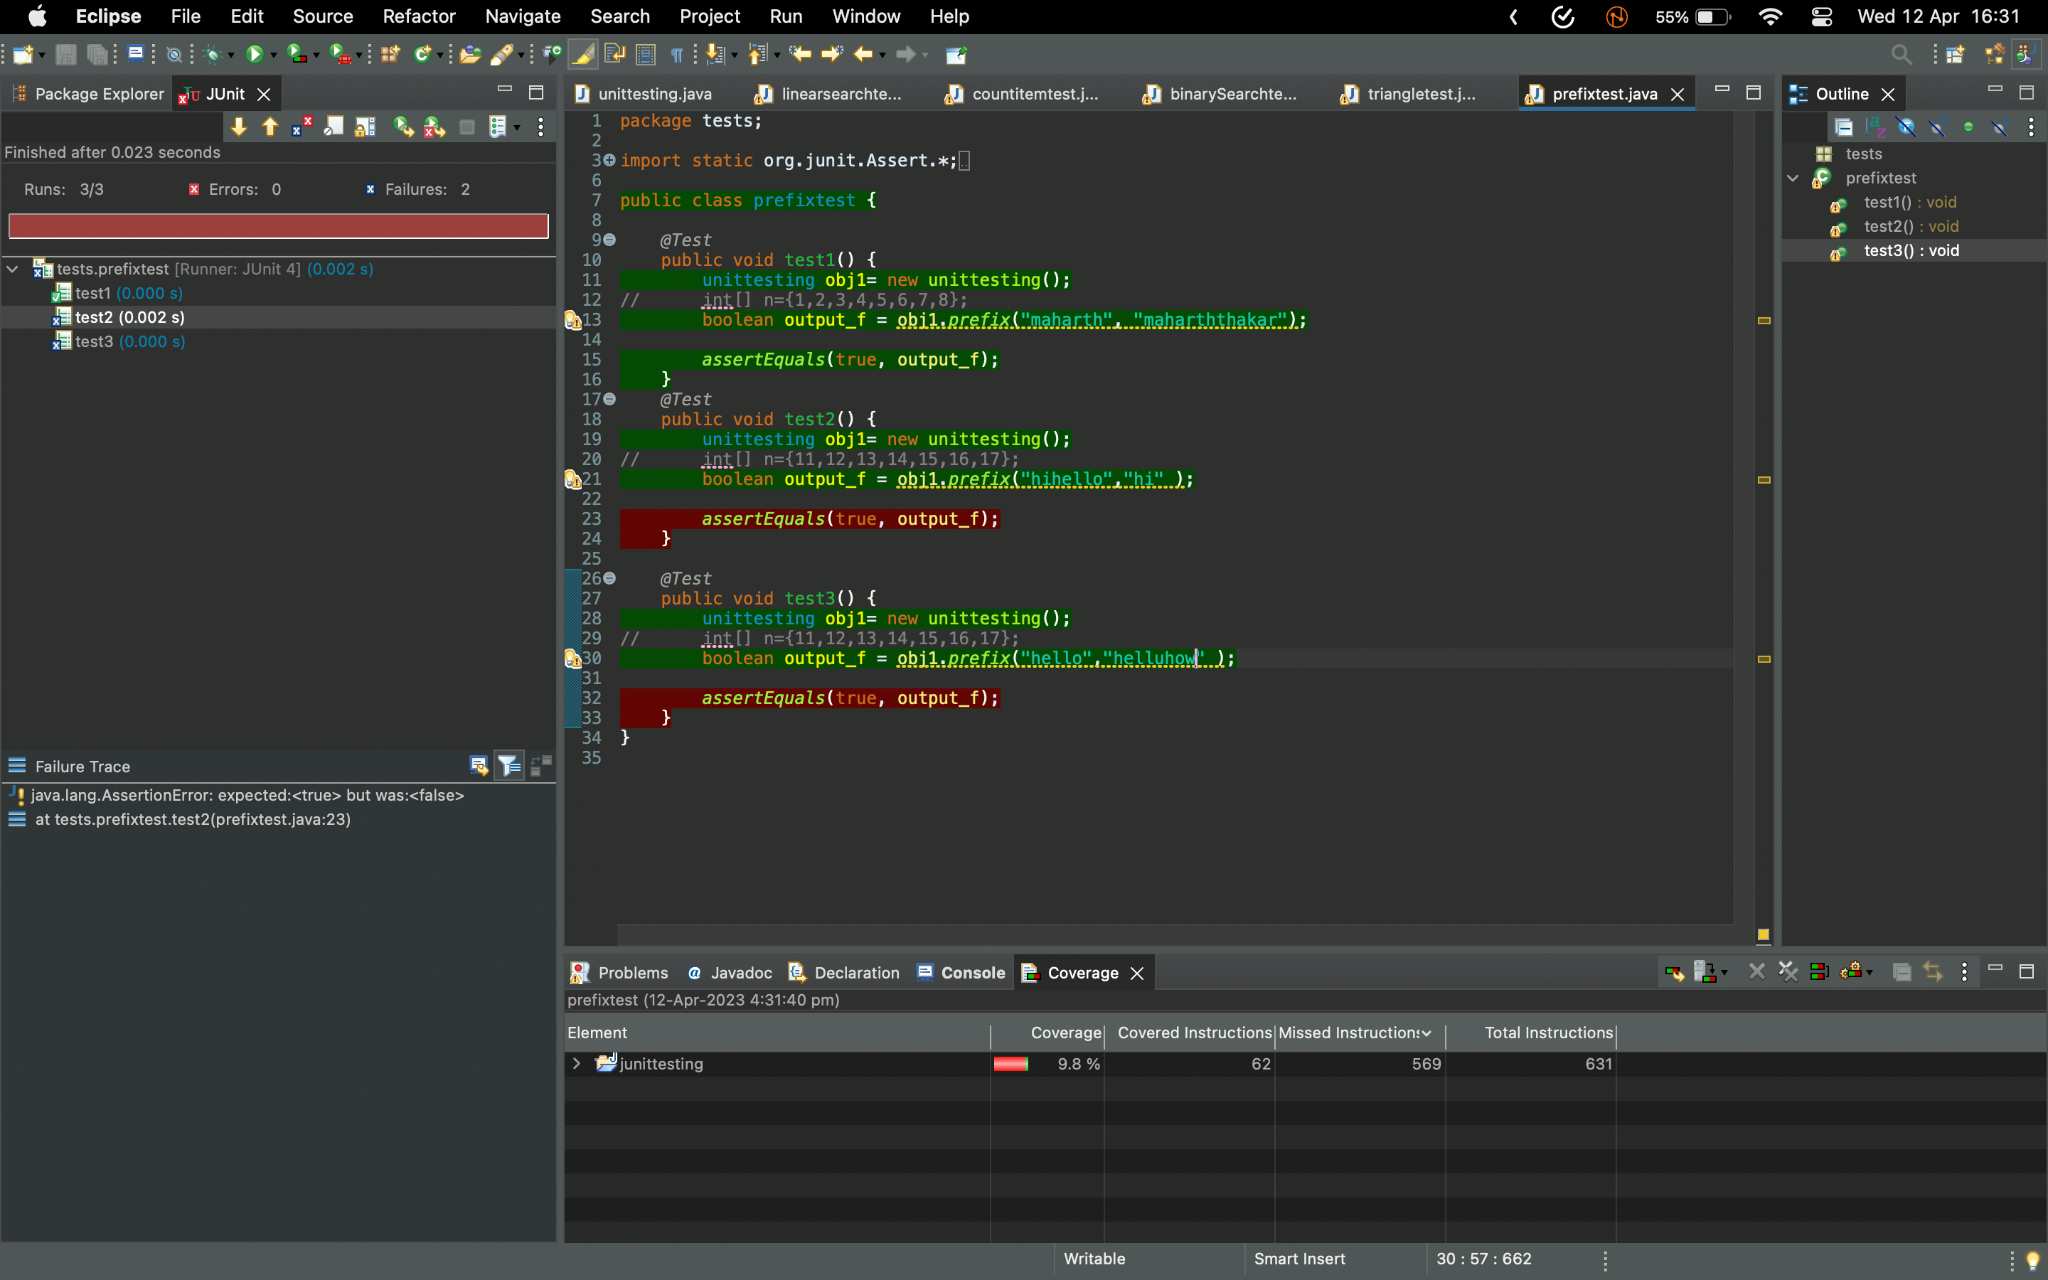 Eclipse File Edit Source Refactor Navigate Search Project Run Window Help 55% Wed 12 Apr 16:31
Package Explorer JUnit
Finished after 0.023 seconds
Runs: 3/3 Errors: 0 Failures: 2
tests.prefixtest [Runner: JUnit 4] (0.002 s)
test1 (0.000 s)
test2 (0.002 s)
test3 (0.000 s)
Failure Trace
java.lang.AssertionError: expected:<true> but was:<false>
at tests.prefixtest.test2(prefixtest.java:23)
unittesting.java linearsearchte... countitemtest.j... binarySearchte... triangletest.j... prefixtest.java
1 package tests;
2
3 import static org.junit.Assert.*;
6
7 public class prefixtest {
8
9 @Test
10 public void test1() {
11 unittesting obj1= new unittesting();
12 // int[] n={1,2,3,4,5,6,7,8};
13 boolean output_f = obj1.prefix("maharth", "maharththakar");
14
15 assertEquals(true, output_f);
16 }
17 @Test
18 public void test2() {
19 unittesting obj1= new unittesting();
20 // int[] n={11,12,13,14,15,16,17};
21 boolean output_f = obj1.prefix("hihello","hi" );
22
23 assertEquals(true, output_f);
24 }
25
26 @Test
27 public void test3() {
28 unittesting obj1= new unittesting();
29 // int[] n={11,12,13,14,15,16,17};
30 boolean output_f = obj1.prefix("hello","helluhow" );
31
32 assertEquals(true, output_f);
33 }
34 }
35
Outline
tests
prefixtest
test1() : void
test2() : void
test3() : void
Problems Javadoc Declaration Console Coverage
prefixtest (12-Apr-2023 4:31:40 pm)
Element Coverage Covered Instructions Missed Instructions Total Instructions
junittesting 9.8 % 62 569 631
Writable Smart Insert 30 : 57 : 662